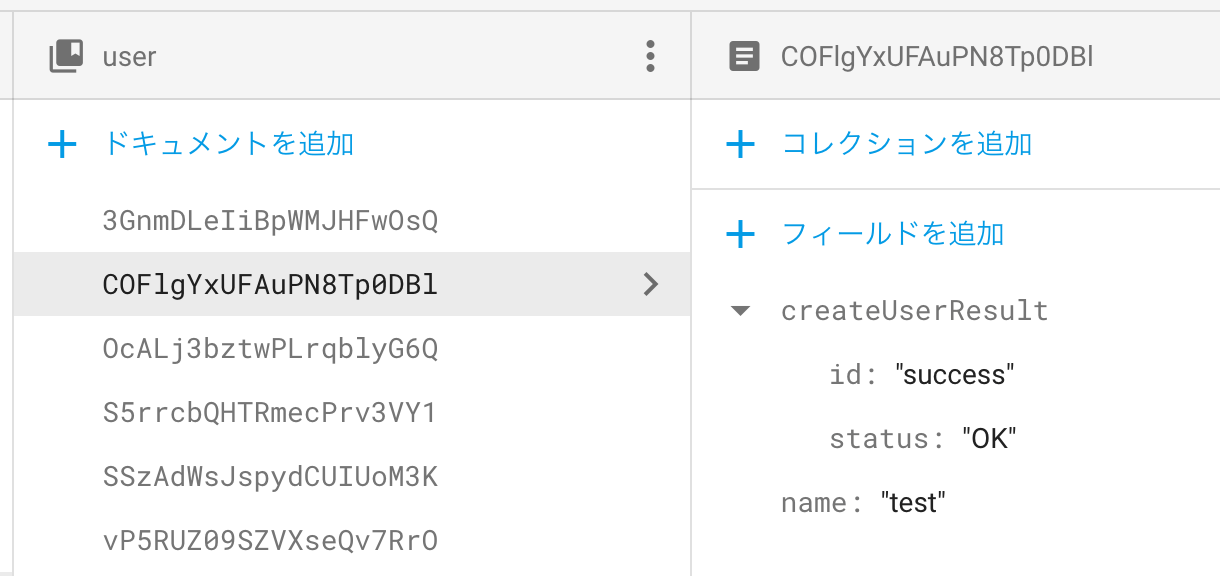 user
ドキュメントを追加
3GnmDLeIiBpWMJHFwOsQ
COFlgYxUFAuPN8Tp0DBl
OcALj3bztwPLrqblyG6Q
S5rrcbQHTRmecPrv3VY1
SSzAdWsJspydCUIUoM3K
vP5RUZ09SZVXseQv7RrO
COFlgYxUFAuPN8Tp0DBl
コレクションを追加
フィールドを追加
createUserResult
id: "success"
status: "OK"
name: "test"